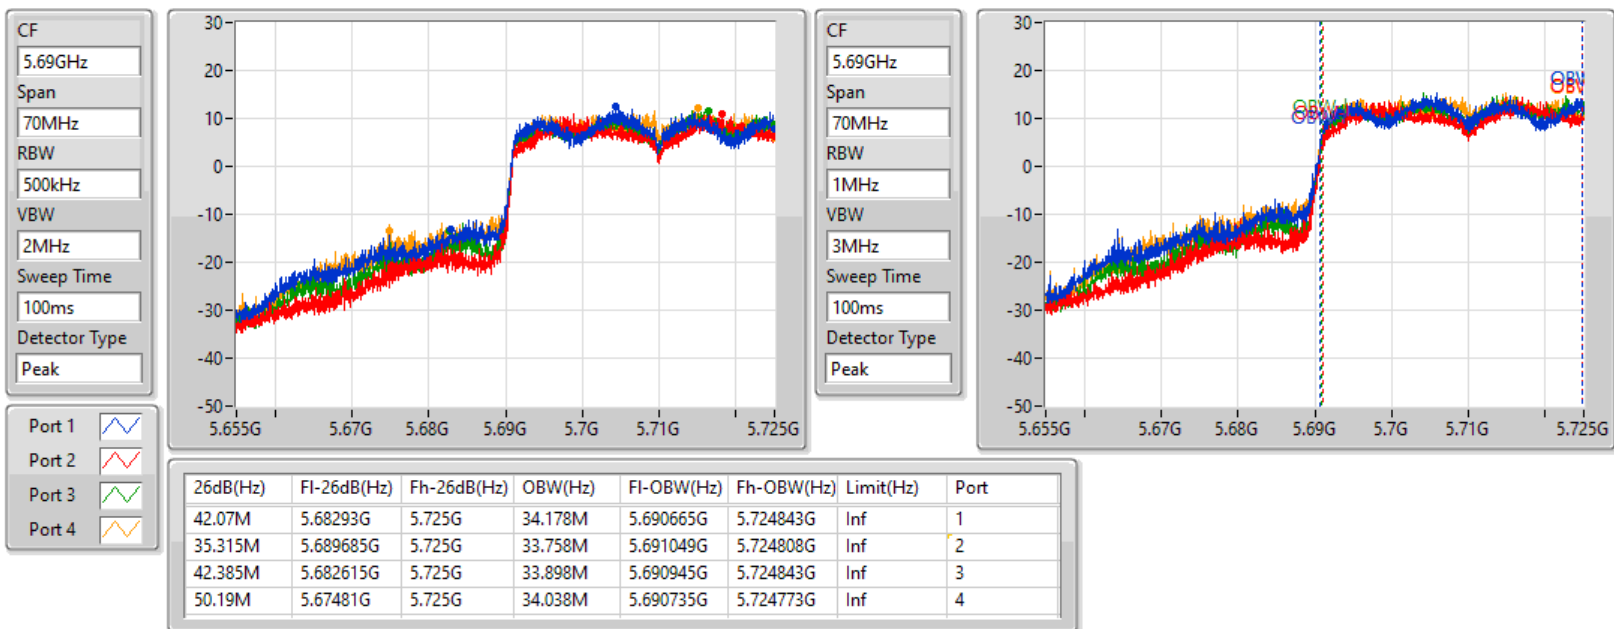 CF
5.69GHz
Span
70MHz
RBW
500kHz
VBW
2MHz
Sweep Time
100ms
Detector Type
Peak
30
20
10
0
-10
-20
-30
-40
-50
5.655G 5.67G 5.68G 5.69G 5.7G 5.71G 5.725G
CF
5.69GHz
Span
70MHz
RBW
1MHz
VBW
3MHz
Sweep Time
100ms
Detector Type
Peak
30
20
10
0
-10
-20
-30
-40
-50
OBW
OBW
5.655G 5.67G 5.68G 5.69G 5.7G 5.71G 5.725G
Port 1
Port 2
Port 3
Port 4
26dB(Hz) Fl-26dB(Hz) Fh-26dB(Hz) OBW(Hz) Fl-OBW(Hz) Fh-OBW(Hz) Limit(Hz) Port
42.07M 5.68293G 5.725G 34.178M 5.690665G 5.724843G Inf 1
35.315M 5.689685G 5.725G 33.758M 5.691049G 5.724808G Inf 2
42.385M 5.682615G 5.725G 33.898M 5.690945G 5.724843G Inf 3
50.19M 5.67481G 5.725G 34.038M 5.690735G 5.724773G Inf 4